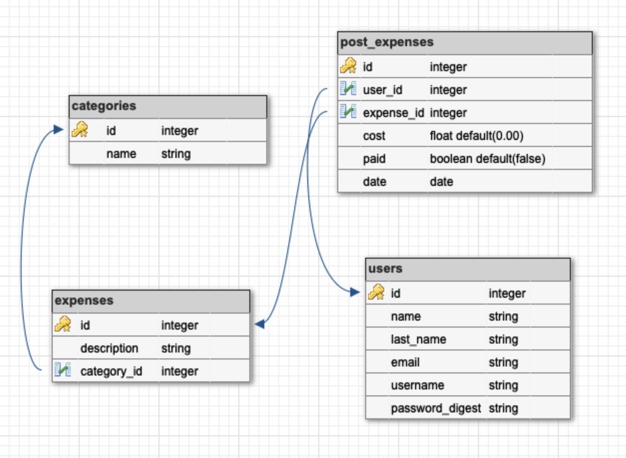 post_expenses
id integer
user_id integer
expense_id integer
cost float default(0.00)
paid boolean default(false)
date date
categories
id integer
name string
expenses
id integer
description string
category_id integer
users
id integer
name string
last_name string
email string
username string
password_digest string